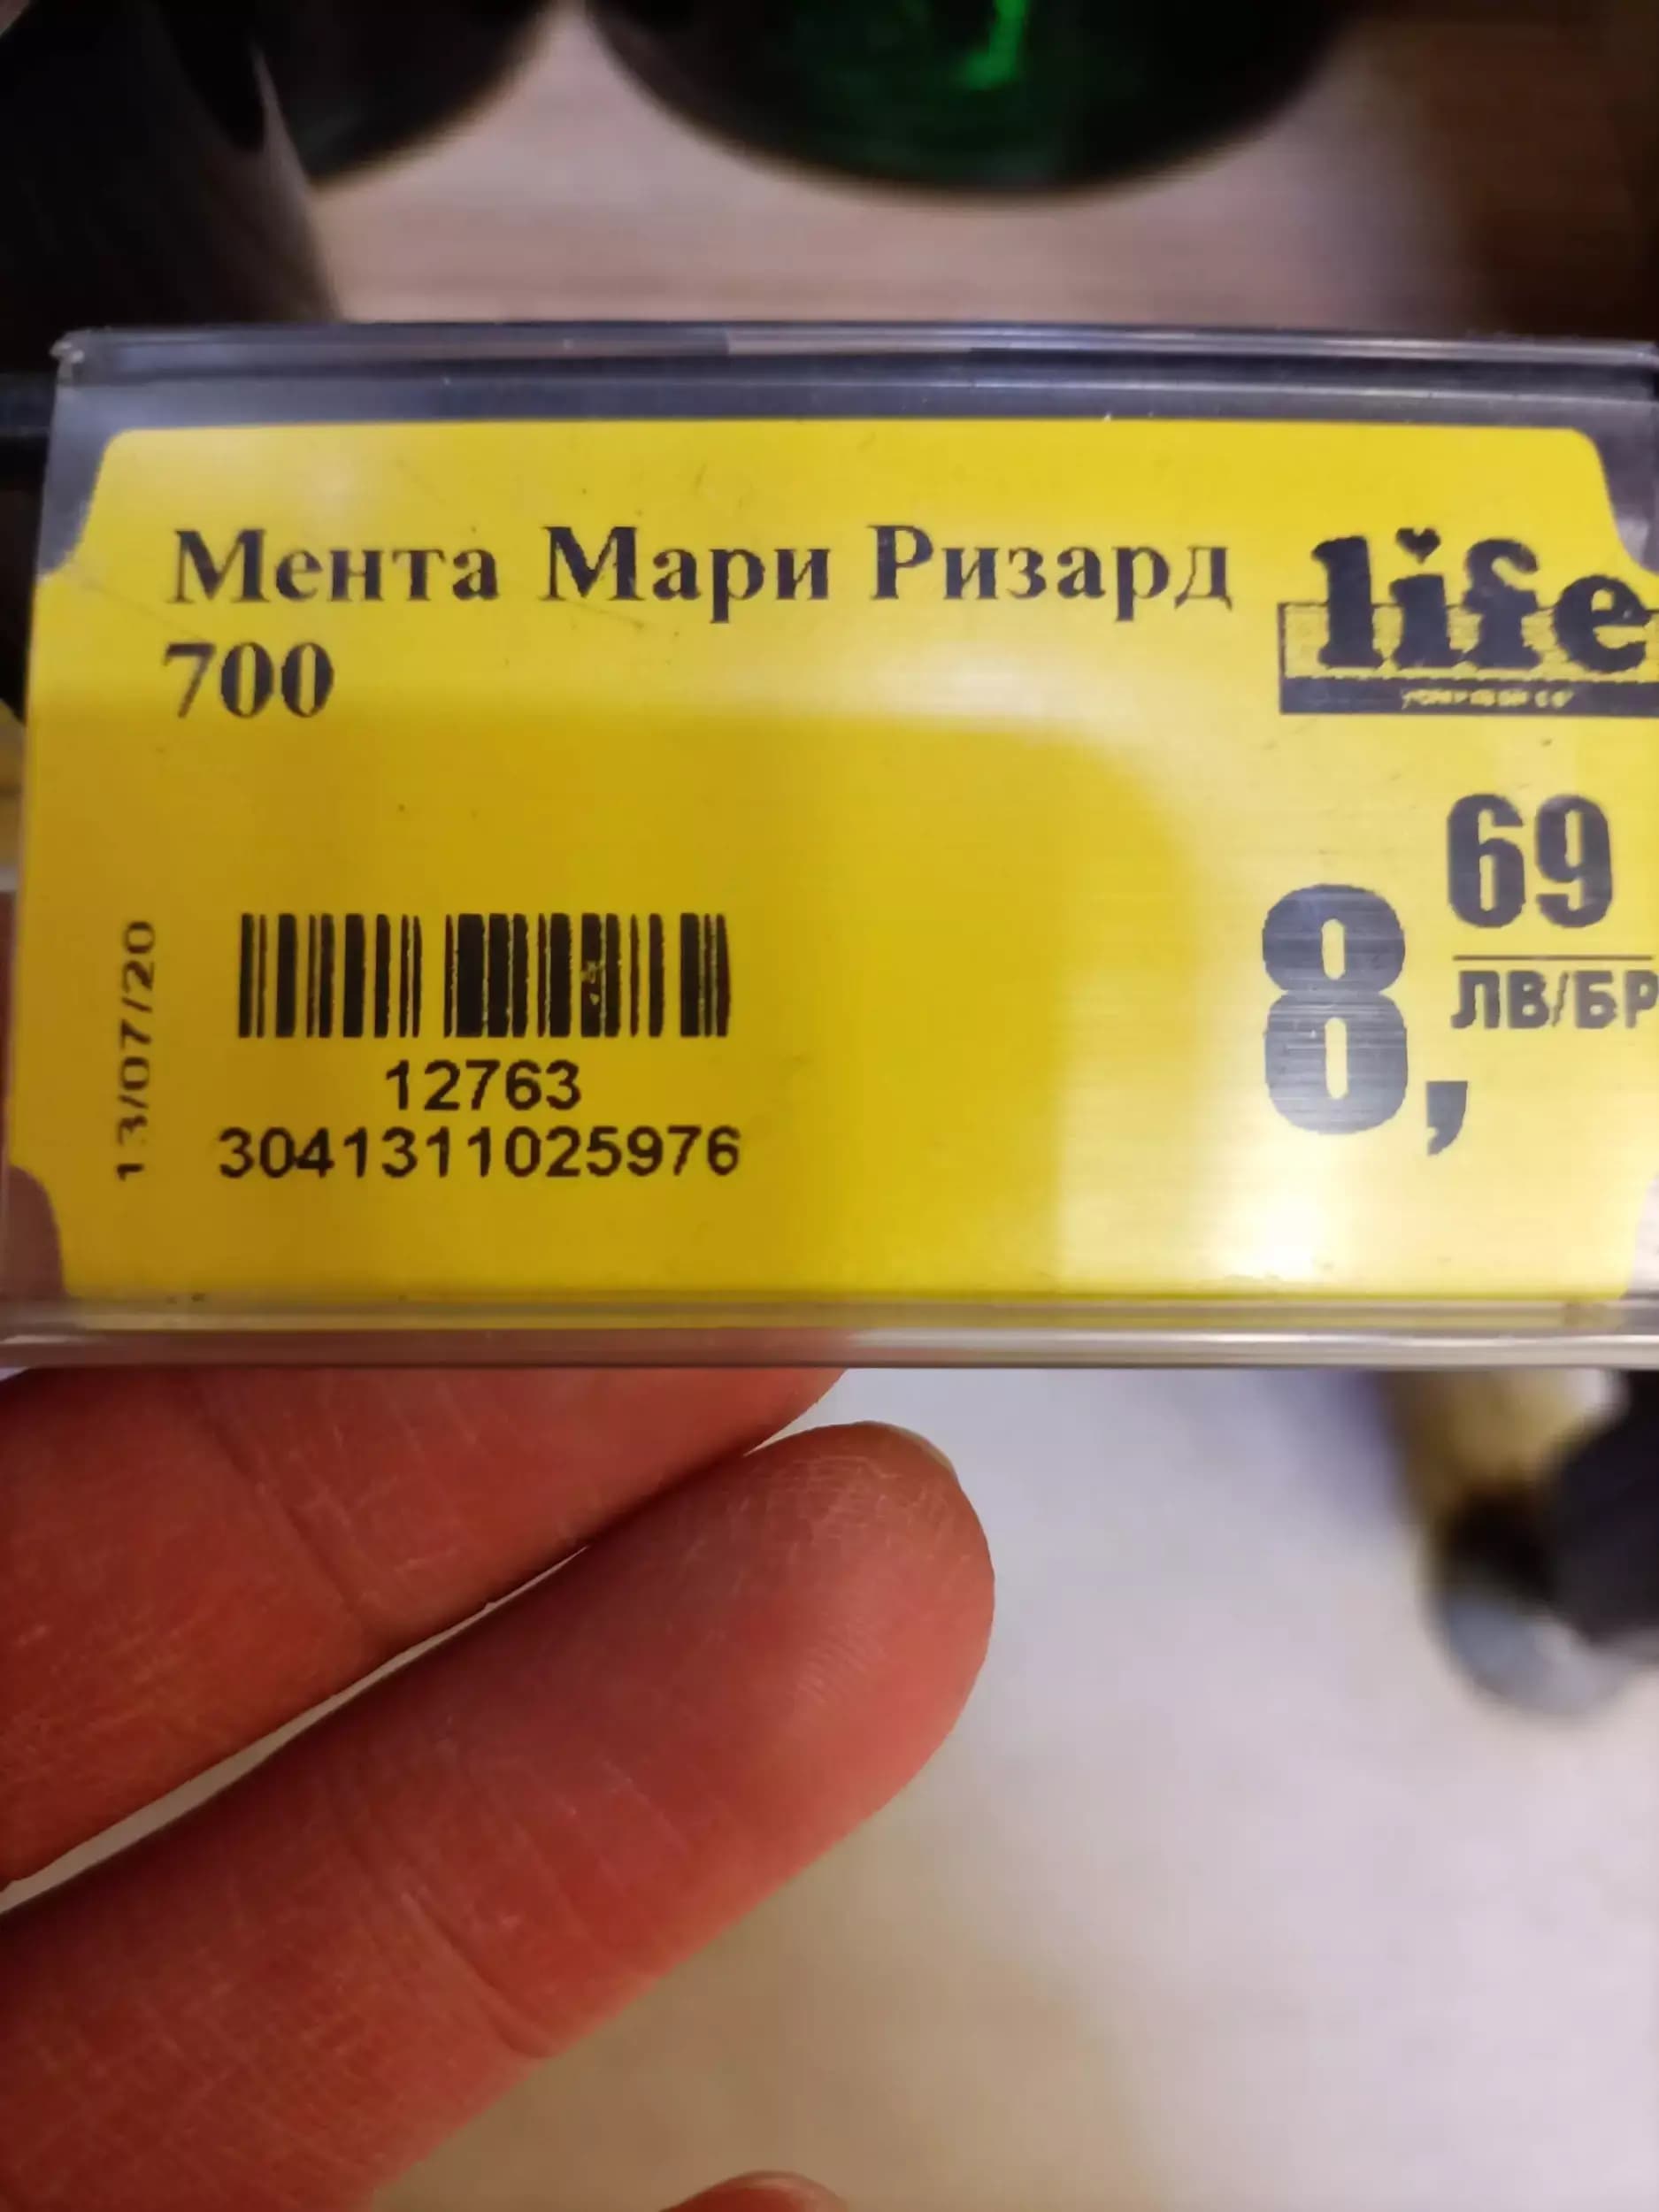 Мента Мари Ризард
700
life
69
ЛВ/БР
8,
13/07/20
12763
3041311025976